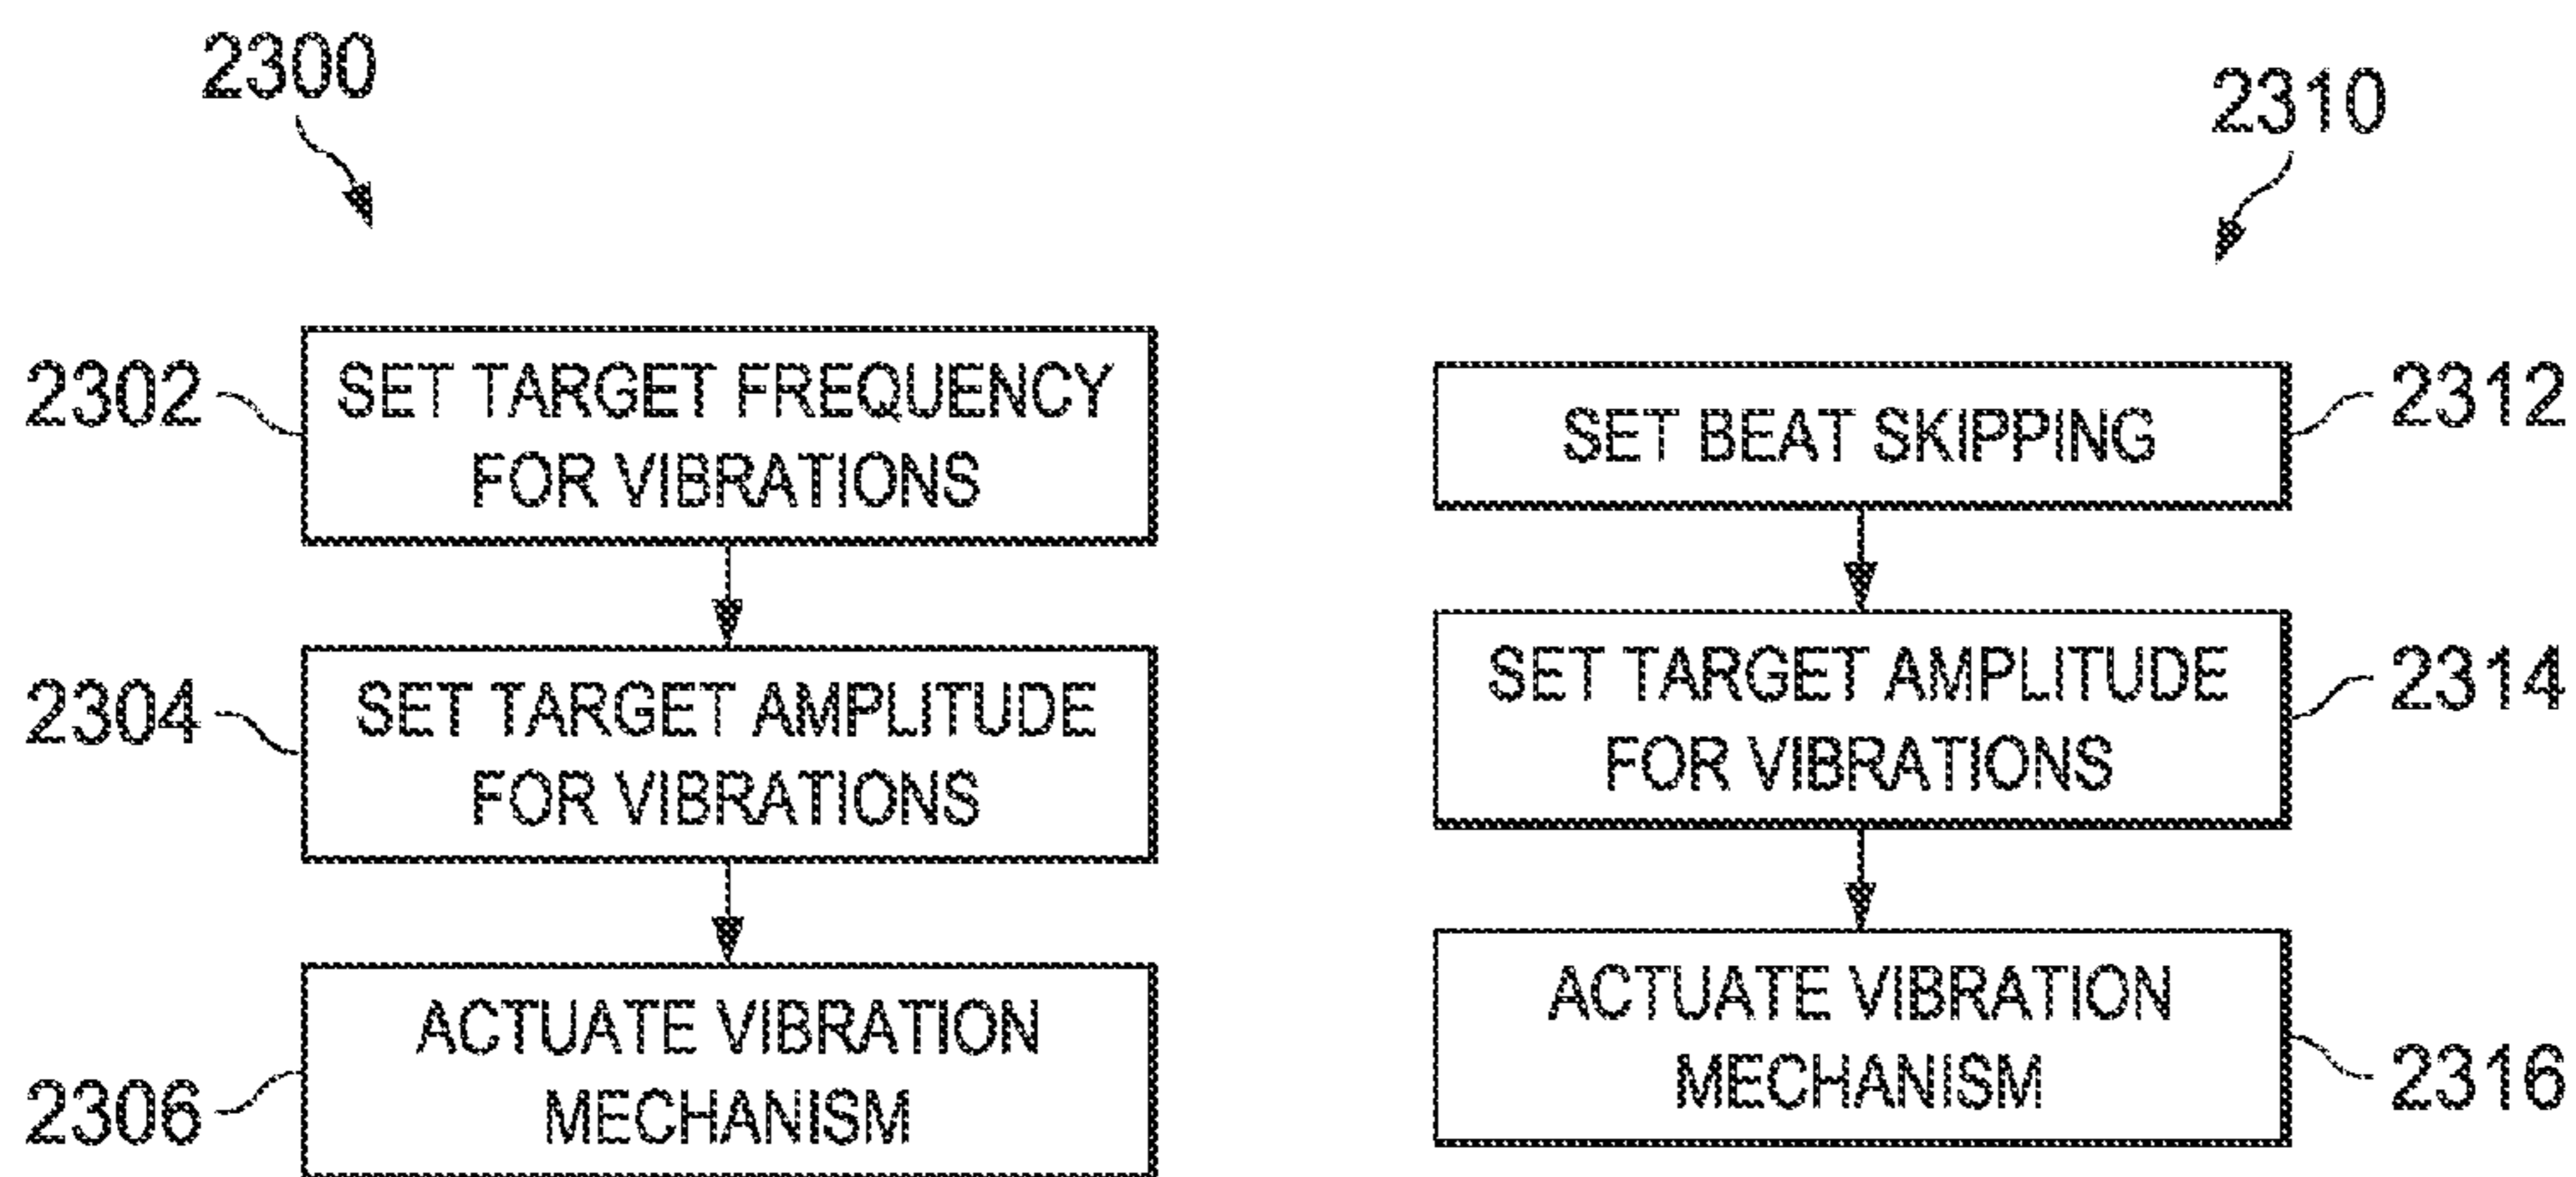 2300
2302
SET TARGET FREQUENCY
FOR VIBRATIONS
2304
SET TARGET AMPLITUDE
FOR VIBRATIONS
2306
ACTUATE VIBRATION
MECHANISM
2310
SET BEAT SKIPPING
2312
SET TARGET AMPLITUDE
FOR VIBRATIONS
2314
ACTUATE VIBRATION
MECHANISM
2316